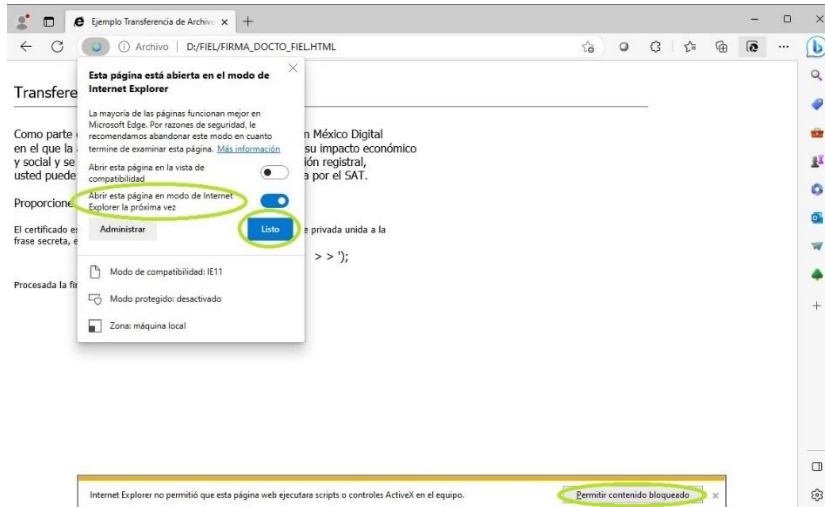 Ejemplo Transferencia de Archivo
Archivo | D:/FIEL/FIRMA_DOCTO_FIEL.HTML
Esta página está abierta en el modo de
Internet Explorer
La mayoría de las páginas funcionan mejor en
Microsoft Edge. Por razones de seguridad, le
recomendamos abandonar este modo en cuanto
termine de examinar esta página. Más información
Abrir esta página en la vista de
compatibilidad
Abrir esta página en modo de Internet
Explorer la próxima vez
Administrar
Listo
Modo de compatibilidad: IE11
Modo protegido: desactivado
Zona: máquina local
Transfere
Como parte n México Digital
en el que la su impacto económico
y social y se ión registral,
usted puede a por el SAT.
Proporcione
El certificado es e privada unida a la
frase secreta, e
> > ');
Procesada la fir
Internet Explorer no permitió que esta página web ejecutara scripts o controles ActiveX en el equipo.
Permitir contenido bloqueado